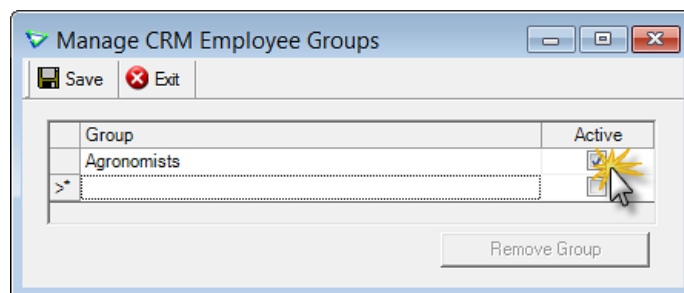 Manage CRM Employee Groups
Save Exit
Group Active
Agronomists
>*
Remove Group